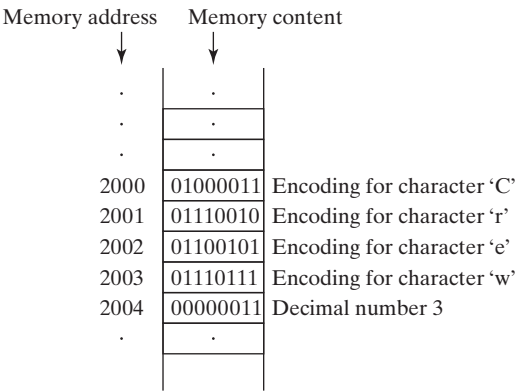 Memory address Memory content
. .
. .
. .
2000 01000011 Encoding for character ‘C’
2001 01110010 Encoding for character ‘r’
2002 01100101 Encoding for character ‘e’
2003 01110111 Encoding for character ‘w’
2004 00000011 Decimal number 3
. .